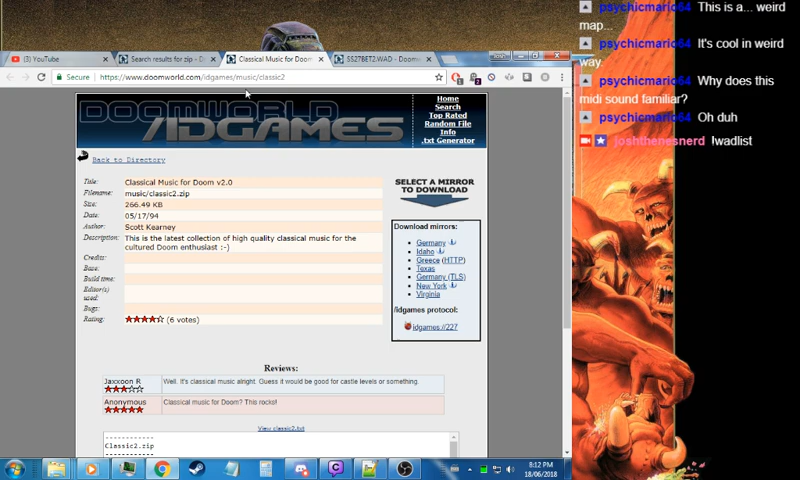 YouTube
Search results for zip - Do
Classical Music for Doom
SS27BET2.WAD - Doom
Secure
https://www.doomworld.com/idgames/music/classic2
DOOMWORLD
/IDGAMES
Home
Search
Top Rated
Random File
Info
.txt Generator
Back to Directory
Title: Classical Music for Doom v2.0
Filename: music/classic2.zip
Size: 266.49 KB
Date: 05/17/94
Author: Scott Kearney
Description: This is the latest collection of high quality classical music for the
cultured Doom enthusiast :-)
Credits:
Base:
Build time:
Editor(s)
used:
Bugs:
Rating: (6 votes)
SELECT A MIRROR
TO DOWNLOAD
Download mirrors:
Germany
Idaho
Greece (HTTP)
Texas
Germany (TLS)
New York
Virginia
/idgames protocol:
idgames://227
Reviews:
Jaxxoon R
Well. It's classical music alright. Guess it would be good for castle levels or something.
Anonymous
Classical music for Doom? This rocks!
View classic2.txt
------------
Classic2.zip
------------
8:12 PM
18/06/2018
psychicmario64 This is a... weird
map...
psychicmario64 It's cool in weird
way.
psychicmario64 Why does this
midi sound familiar?
psychicmario64 Oh duh
joshthenesnerd !wadlist